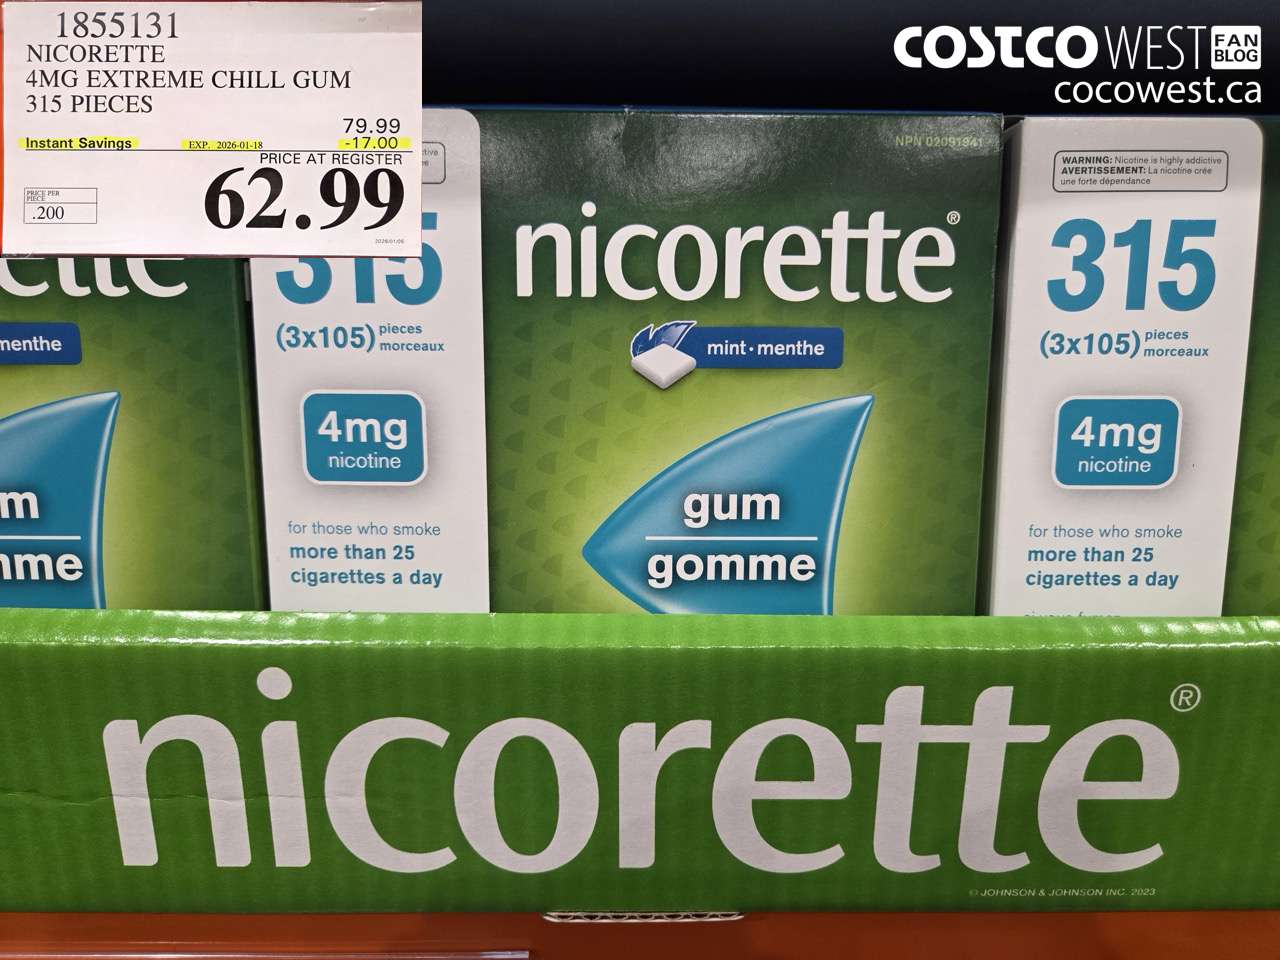 1855131
NICORETTE
4MG EXTREME CHILL GUM
315 PIECES
79.99
Instant Savings EXP. 2026-01-18 -17.00
PRICE AT REGISTER
62.99
PRICE PER
PIECE
.200
2026/01/05
COSTCO WEST FAN BLOG
cocowest.ca
NPN 02091941
nicorette®
mint·menthe
gum
gomme
menthe
315
(3x105) pieces
morceaux
4mg
nicotine
for those who smoke
more than 25
cigarettes a day
WARNING: Nicotine is highly addictive
AVERTISSEMENT: La nicotine crée
une forte dépendance
315
(3x105) pieces
morceaux
4mg
nicotine
for those who smoke
more than 25
cigarettes a day
nicorette®
© JOHNSON & JOHNSON INC. 2023